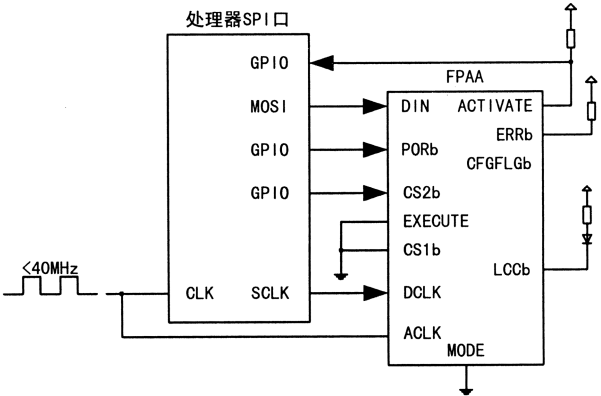 处理器SPI口
GPIO
FPAA
MOSI
DIN
ACTIVATE
ERRb
GPIO
PORb
CFGFLGb
GPIO
CS2b
EXECUTE
CS1b
<40MHz
LCCb
CLK
SCLK
DCLK
ACLK
MODE